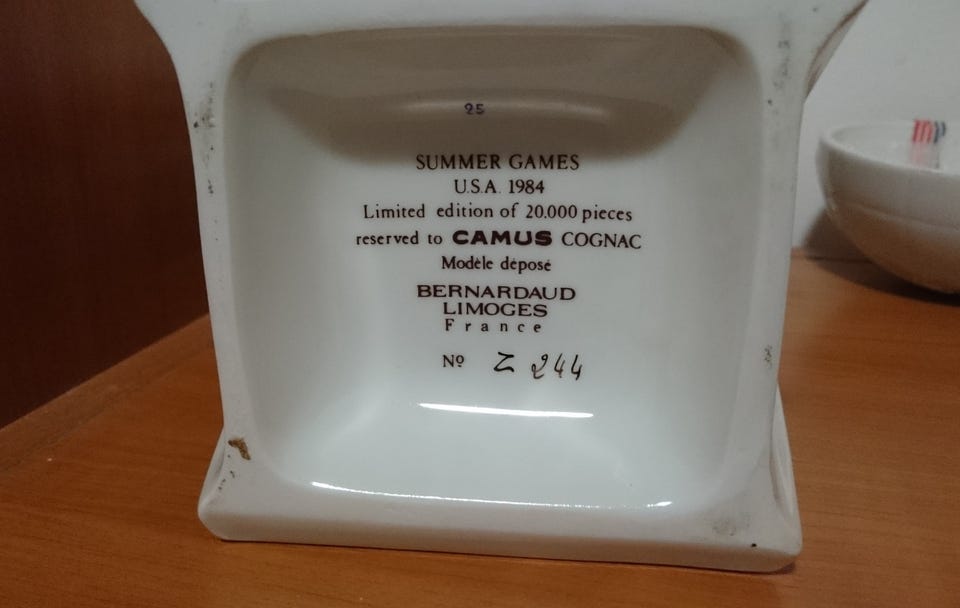 25
SUMMER GAMES
U.S.A. 1984
Limited edition of 20.000 pieces
reserved to CAMUS COGNAC
Modèle déposé
BERNARDAUD
LIMOGES
France
Nº Z 244